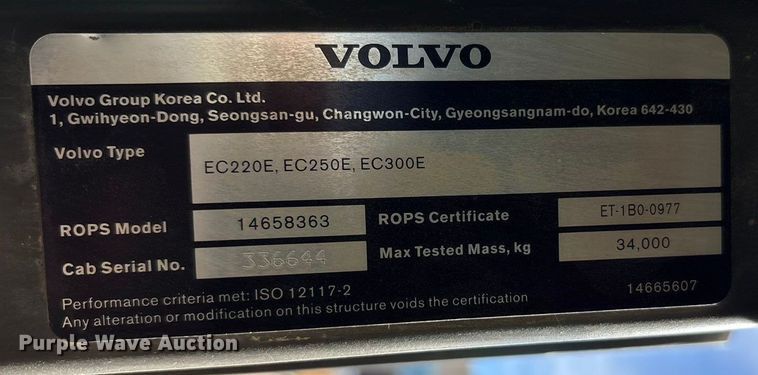 VOLVO
Volvo Group Korea Co. Ltd.
1, Gwihyeon-Dong, Seongsan-gu, Changwon-City, Gyeongsangnam-do, Korea 642-430
Volvo Type EC220E, EC250E, EC300E
ROPS Model 14658363 ROPS Certificate ET-1B0-0977
Cab Serial No. 336644 Max Tested Mass, kg 34,000
Performance criteria met: ISO 12117-2 14665607
Any alteration or modification on this structure voids the certification
Purple Wave Auction